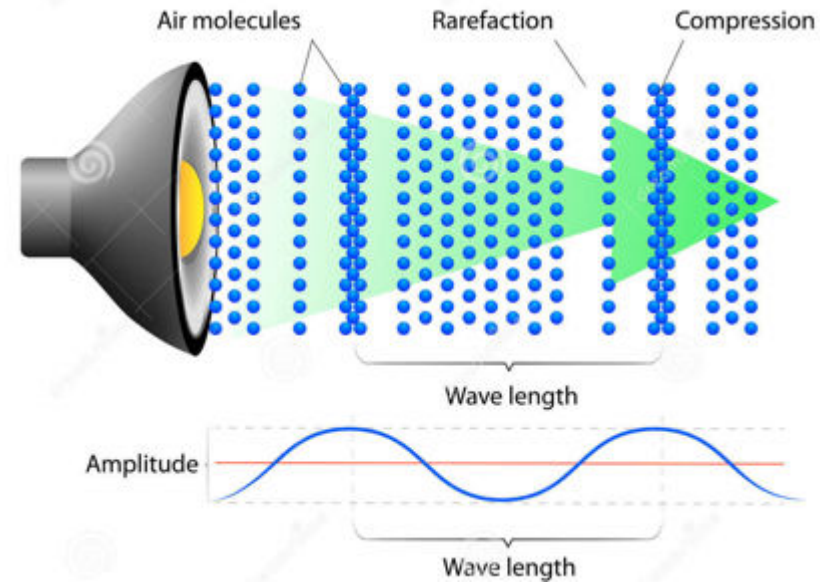 Air molecules
Rarefaction
Compression
Wave length
Amplitude
Wave length